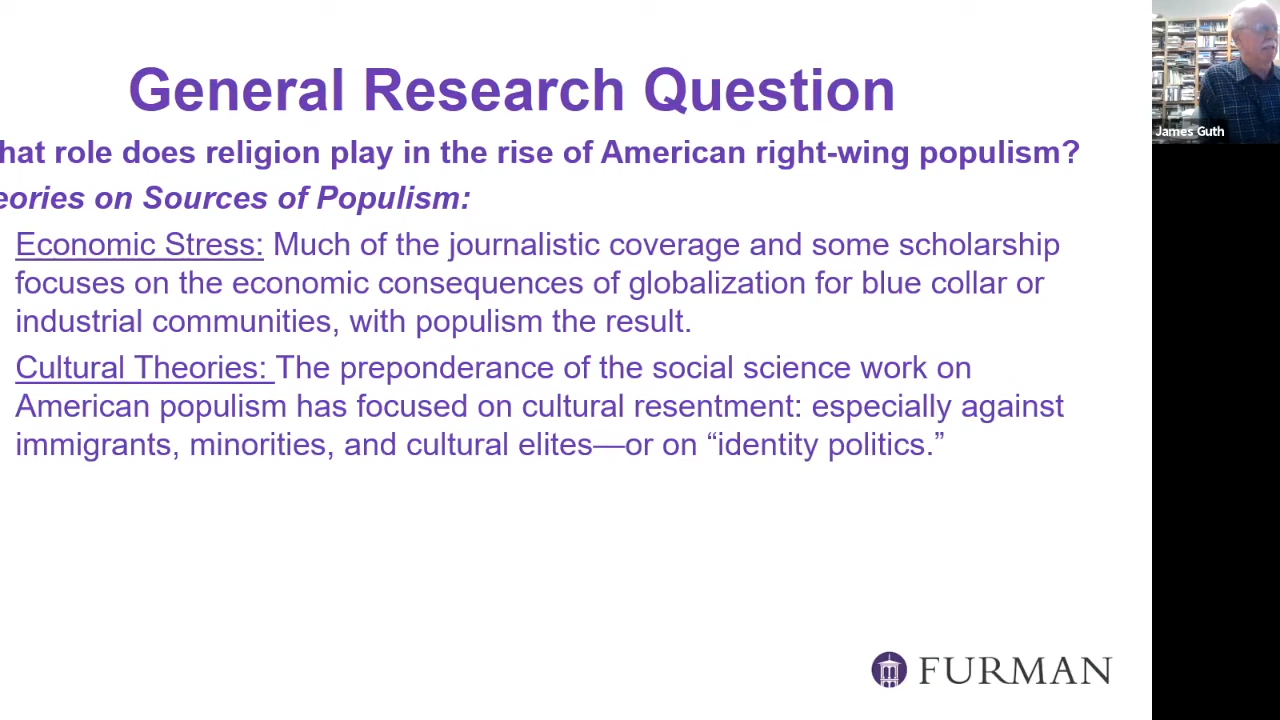 General Research Question
hat role does religion play in the rise of American right-wing populism?
eories on Sources of Populism:
Economic Stress: Much of the journalistic coverage and some scholarship
focuses on the economic consequences of globalization for blue collar or
industrial communities, with populism the result.
Cultural Theories: The preponderance of the social science work on
American populism has focused on cultural resentment: especially against
immigrants, minorities, and cultural elites—or on “identity politics.”
FURMAN
James Guth